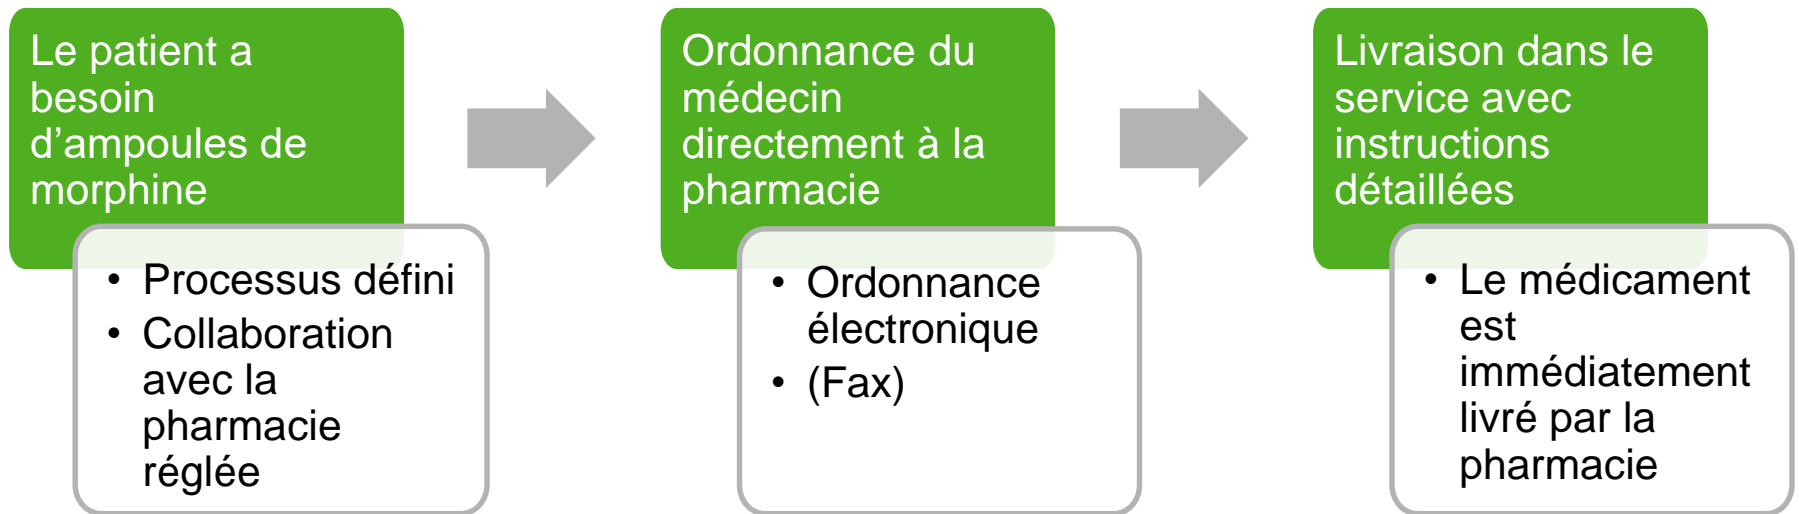 Le patient a
besoin
d’ampoules de
morphine
• Processus défini
• Collaboration
avec la
pharmacie
réglée
Ordonnance du
médecin
directement à la
pharmacie
• Ordonnance
électronique
• (Fax)
Livraison dans le
service avec
instructions
détaillées
• Le médicament
est
immédiatement
livré par la
pharmacie